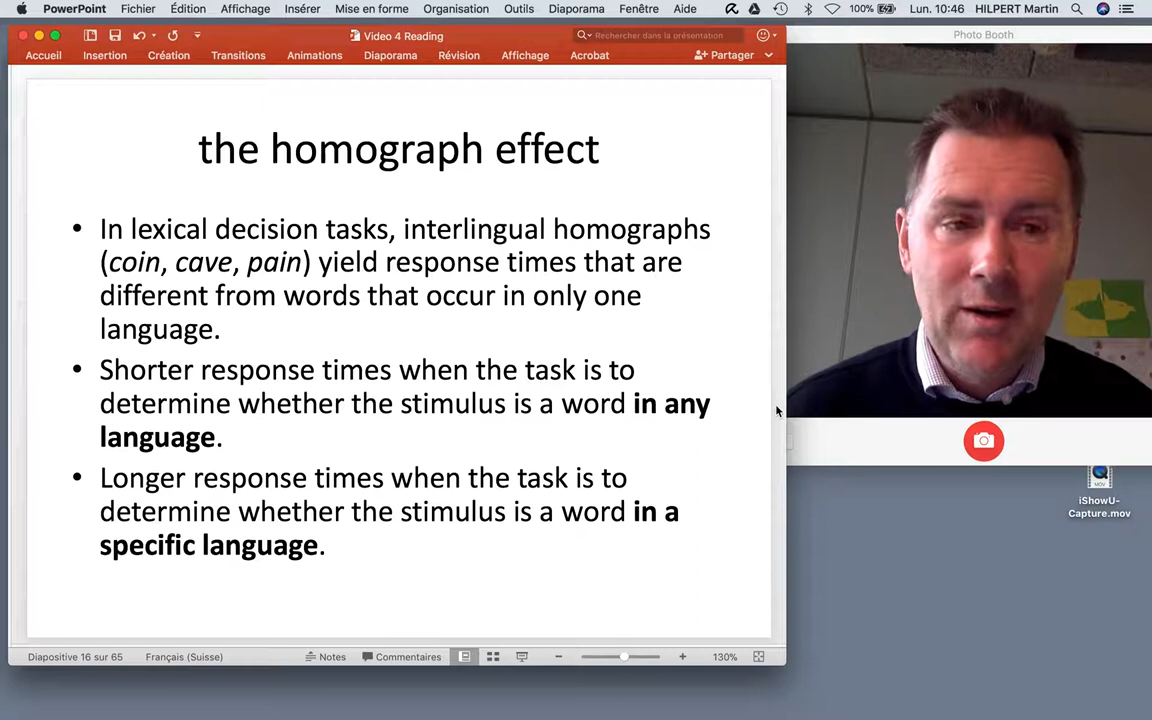 PowerPoint Fichier Édition Affichage Insérer Mise en forme Organisation Outils Diaporama Fenêtre Aide 100% Lun. 10:46 HILPERT Martin
Video 4 Reading
Rechercher dans la présentation
Photo Booth
Accueil Insertion Création Transitions Animations Diaporama Révision Affichage Acrobat Partager
the homograph effect
• In lexical decision tasks, interlingual homographs
(coin, cave, pain) yield response times that are
different from words that occur in only one
language.
• Shorter response times when the task is to
determine whether the stimulus is a word in any
language.
• Longer response times when the task is to
determine whether the stimulus is a word in a
specific language.
MOV
iShowU-
Capture.mov
Diapositive 16 sur 65 Français (Suisse) Notes Commentaires 130%